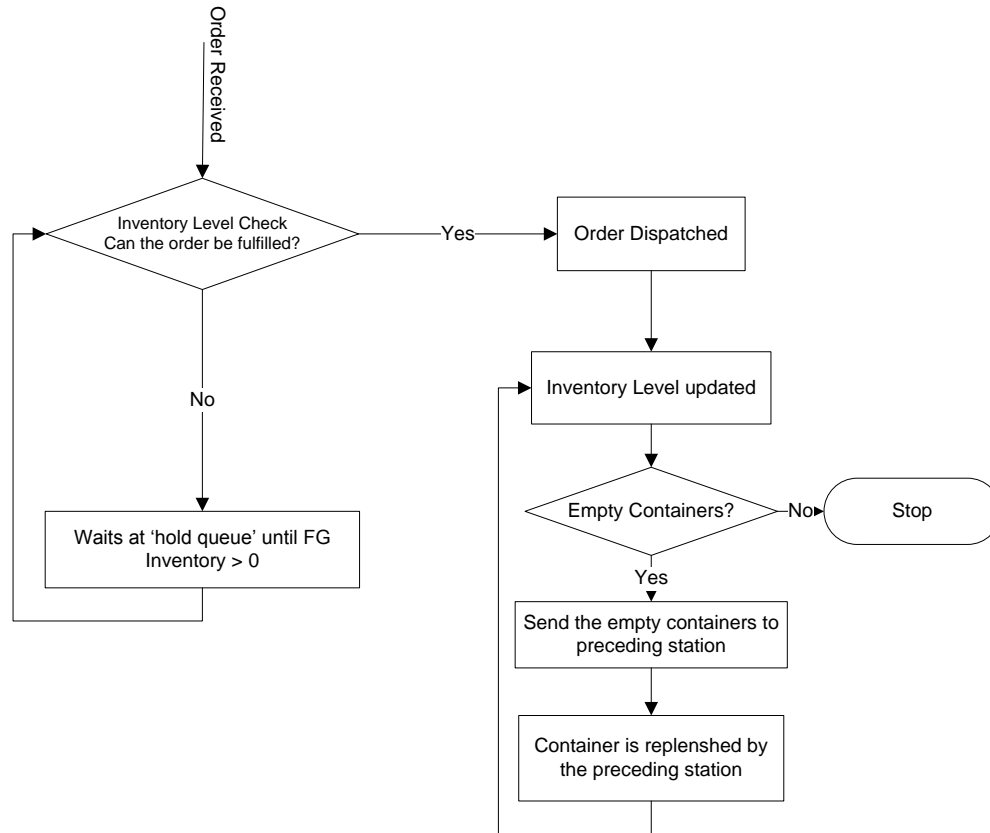 Order Received
Inventory Level Check
Can the order be fulfilled?
Yes
Order Dispatched
Inventory Level updated
No
Empty Containers?
No
Stop
Waits at ‘hold queue’ until FG
Inventory > 0
Yes
Send the empty containers to
preceding station
Container is replenshed by
the preceding station